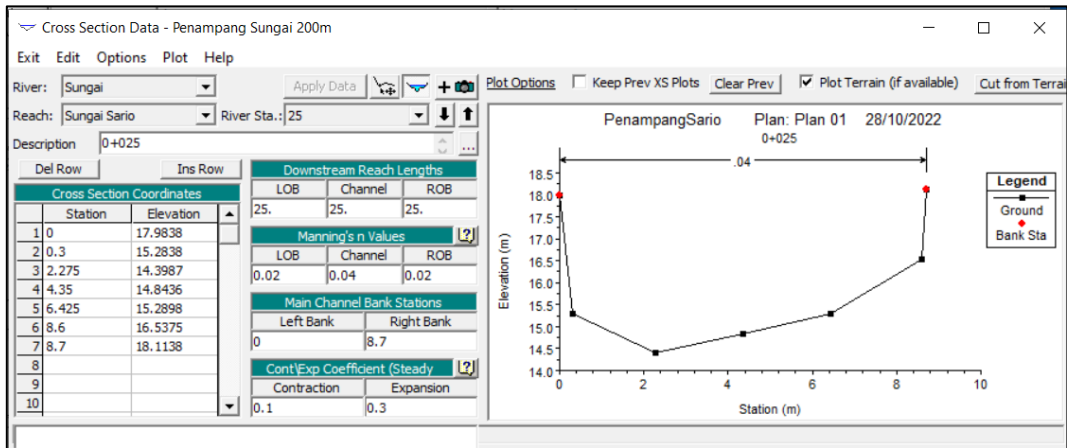 Cross Section Data - Penampang Sungai 200m
Exit Edit Options Plot Help
River: Sungai Apply Data
Reach: Sungai Sario River Sta.: 25
Description 0+025 ...
Del Row Ins Row
Cross Section Coordinates
Station Elevation
1 0 17.9838
2 0.3 15.2838
3 2.275 14.3987
4 4.35 14.8436
5 6.425 15.2898
6 8.6 16.5375
7 8.7 18.1138
8
9
10
Downstream Reach Lengths
LOB Channel ROB
25. 25. 25.
Manning's n Values ?
LOB Channel ROB
0.02 0.04 0.02
Main Channel Bank Stations
Left Bank Right Bank
0 8.7
Cont\Exp Coefficient (Steady ?
Contraction Expansion
0.1 0.3
Plot Options Keep Prev XS Plots Clear Prev Plot Terrain (if available) Cut from Terrai
PenampangSario Plan: Plan 01 28/10/2022
0+025
.04
18.5
18.0
17.5
17.0
16.5
16.0
15.5
15.0
14.5
14.0
0 2 4 6 8 10
Elevation (m)
Station (m)
Legend
Ground
Bank Sta